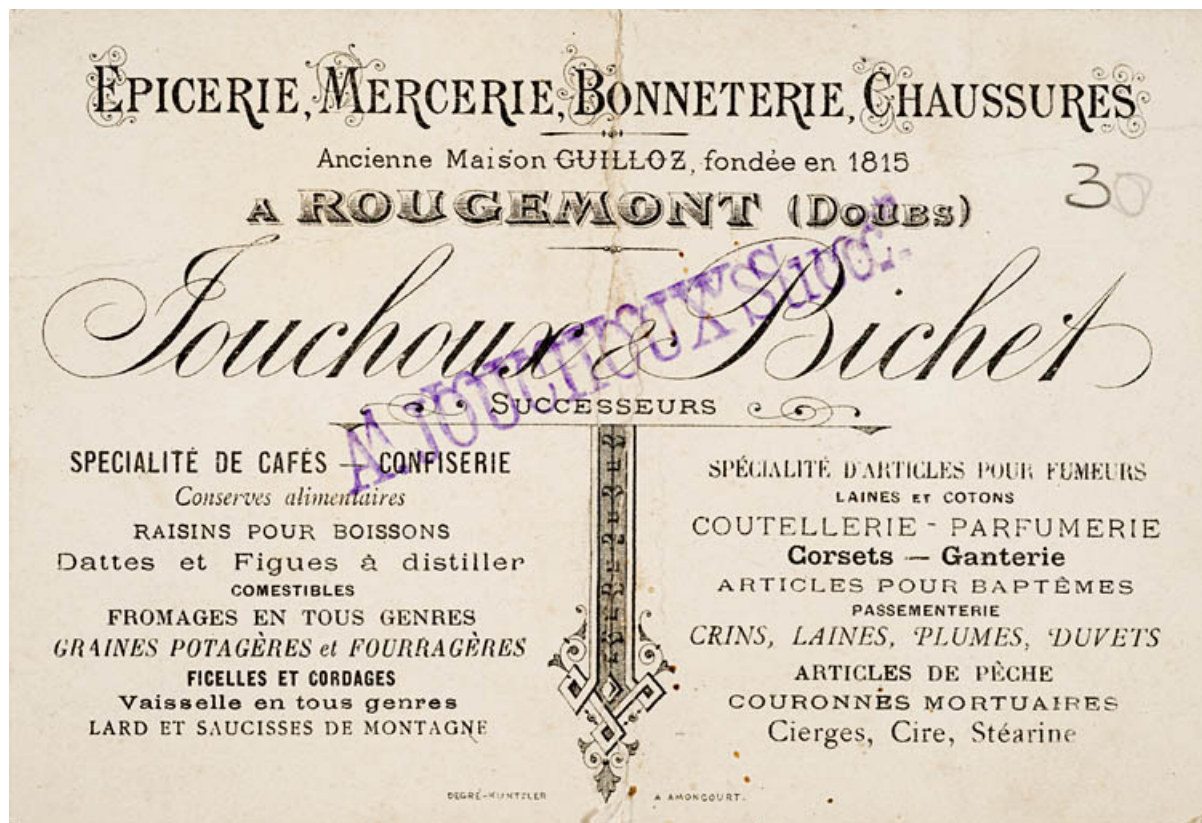 EPICERIE, MERCERIE, BONNETERIE, CHAUSSURES
Ancienne Maison GUILLOZ, fondée en 1815
A ROUGEMONT (DOUBS)
30
Jouchoux & Bichet
Succr.
SUCCESSEURS
SPECIALITÉ DE CAFÉS — CONFISERIE
Conserves alimentaires
RAISINS POUR BOISSONS
Dattes et Figues à distiller
COMESTIBLES
FROMAGES EN TOUS GENRES
GRAINES POTAGÈRES et FOURRAGÈRES
FICELLES ET CORDAGES
Vaisselle en tous genres
LARD ET SAUCISSES DE MONTAGNE
SPÉCIALITÉ D'ARTICLES POUR FUMEURS
LAINES ET COTONS
COUTELLERIE - PARFUMERIE
Corsets — Ganterie
ARTICLES POUR BAPTÊMES
PASSEMENTERIE
CRINS, LAINES, PLUMES, DUVETS
ARTICLES DE PÊCHE
COURONNES MORTUAIRES
Cierges, Cire, Stéarine
DEGRÉ-KUNTZLER A AMONCOURT.